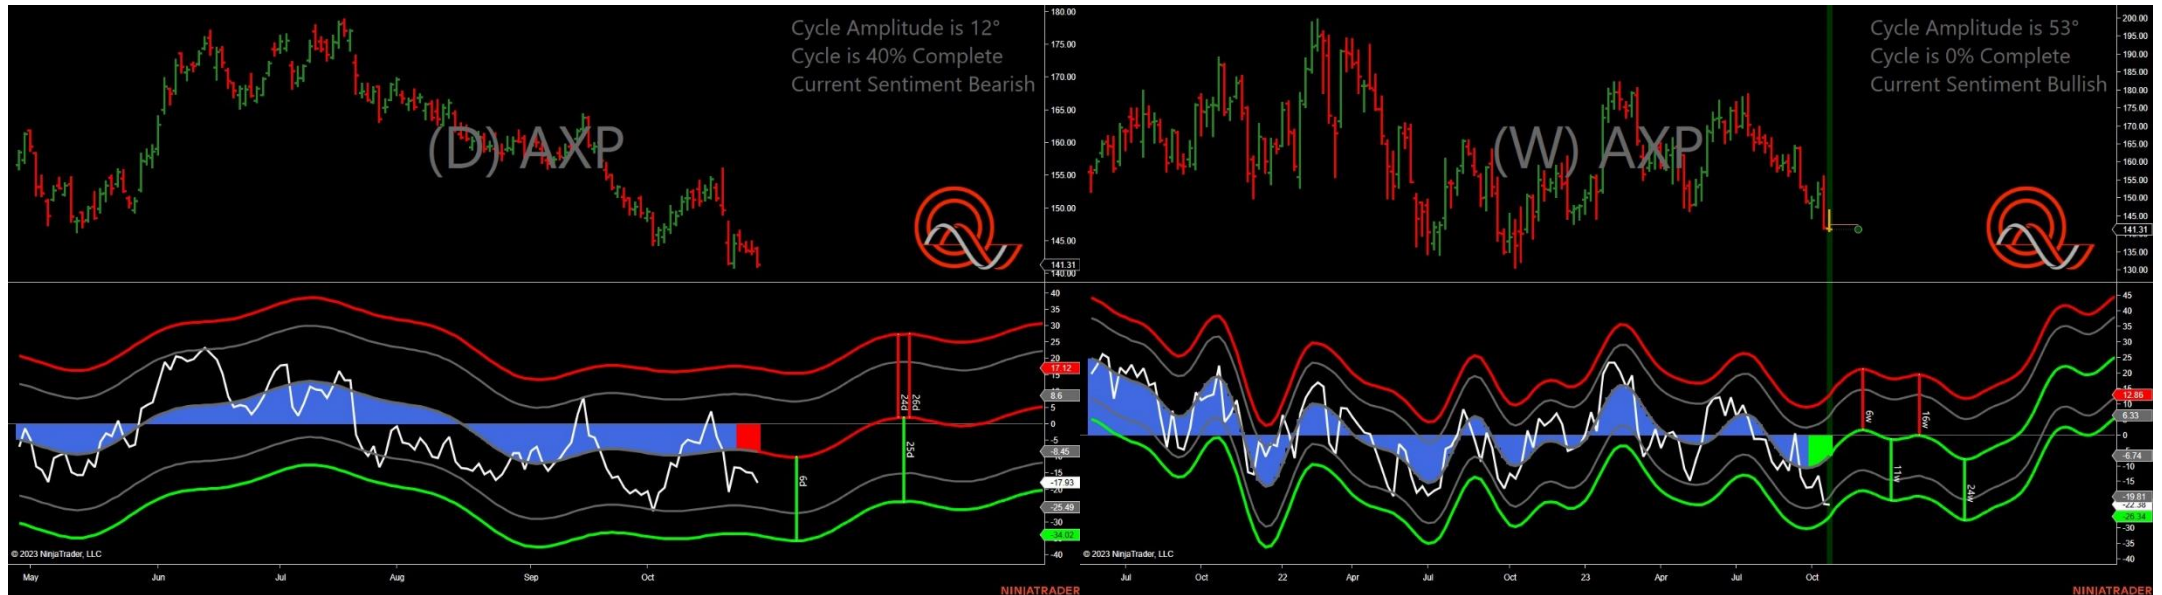 Cycle Amplitude is 12°
Cycle is 40% Complete
Current Sentiment Bearish
(D) AXP
180.00
175.00
170.00
165.00
160.00
155.00
150.00
145.00
141.31
140.00
40
35
30
25
20
17.12
15
8.6
5
0
-5
-8.45
-10
-15
-17.93
-20
-25.49
-30
-34.02
-40
24d
26d
25d
6d
© 2023 NinjaTrader, LLC
May
Jun
Jul
Aug
Sep
Oct
NINJATRADER
Cycle Amplitude is 53°
Cycle is 0% Complete
Current Sentiment Bullish
(W) AXP
200.00
195.00
190.00
185.00
180.00
175.00
170.00
165.00
160.00
155.00
150.00
145.00
141.31
135.00
130.00
45
40
35
30
25
20
12.86
10
6.33
0
-6.74
-10
-15
-19.81
-22.38
-26.34
-30
-35
-40
6w
16w
11w
24w
© 2023 NinjaTrader, LLC
Jul
Oct
22
Apr
Jul
Oct
23
Apr
Jul
Oct
NINJATRADER